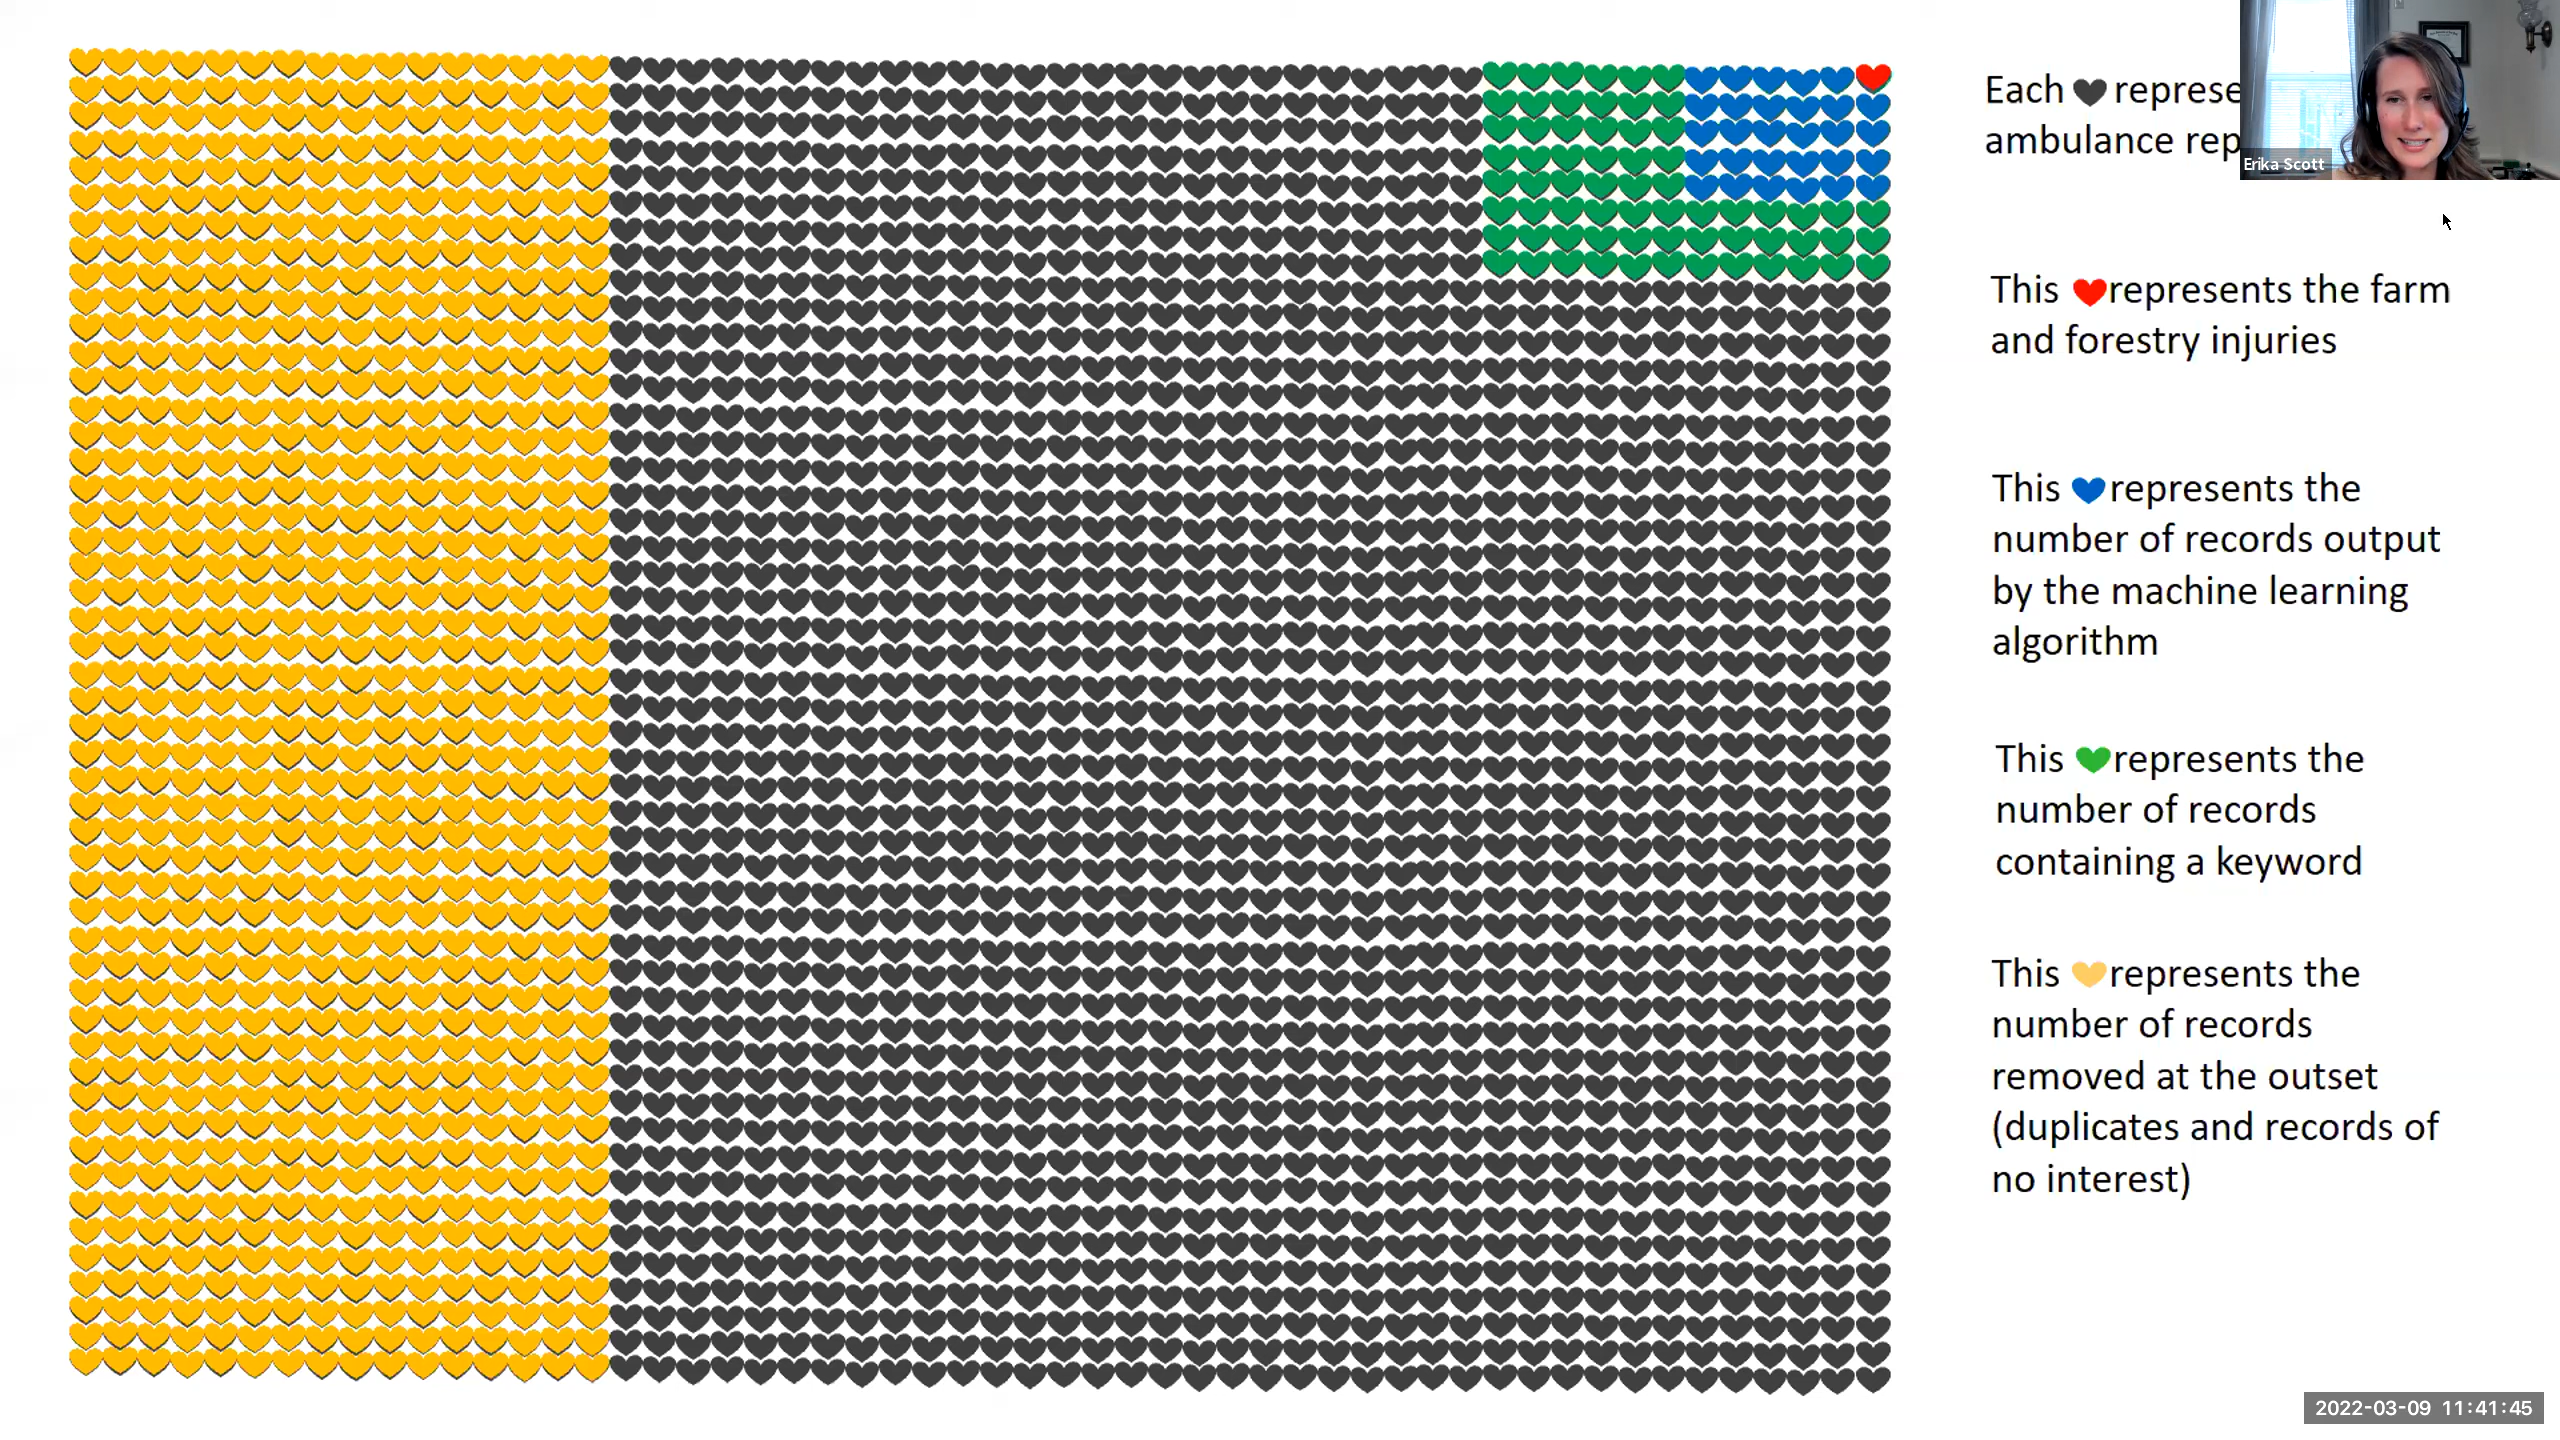 Each represe
ambulance rep
Erika Scott
This represents the farm
and forestry injuries
This represents the
number of records output
by the machine learning
algorithm
This represents the
number of records
containing a keyword
This represents the
number of records
removed at the outset
(duplicates and records of
no interest)
2022-03-09 11:41:45